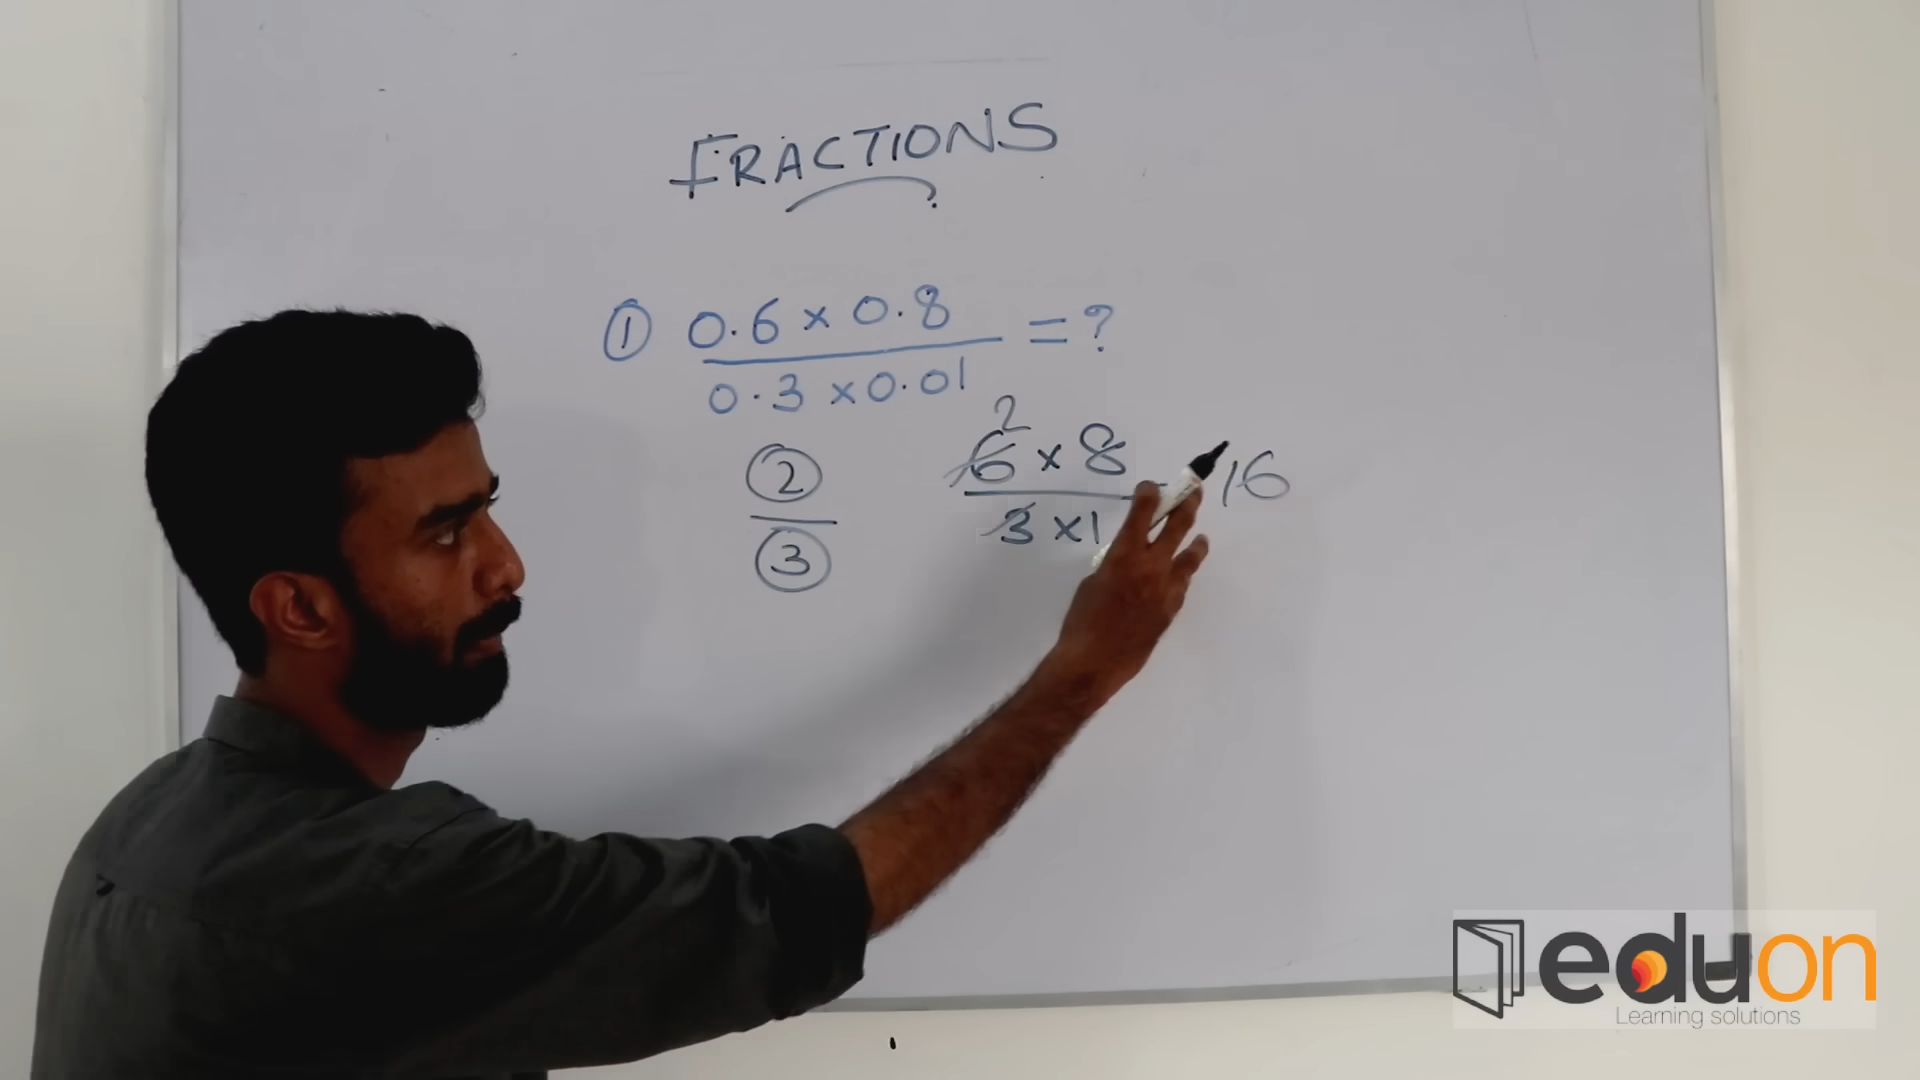 FRACTIONS
① 0.6 x 0.8 = ?
0.3 x 0.01
②
③
2
6 x 8 16
3 x 1
eduon
Learning solutions